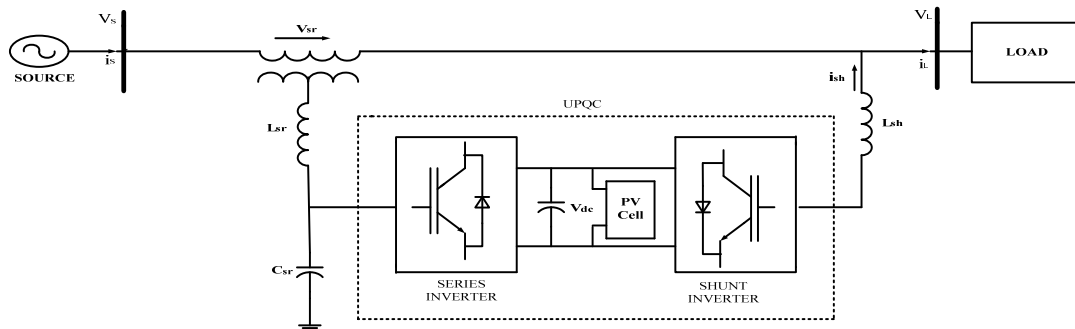 Vs
Vsr
VL
SOURCE
is
iL
LOAD
ish
UPQC
Lsr
Lsh
Vdc
PV
Cell
Csr
SERIES
INVERTER
SHUNT
INVERTER